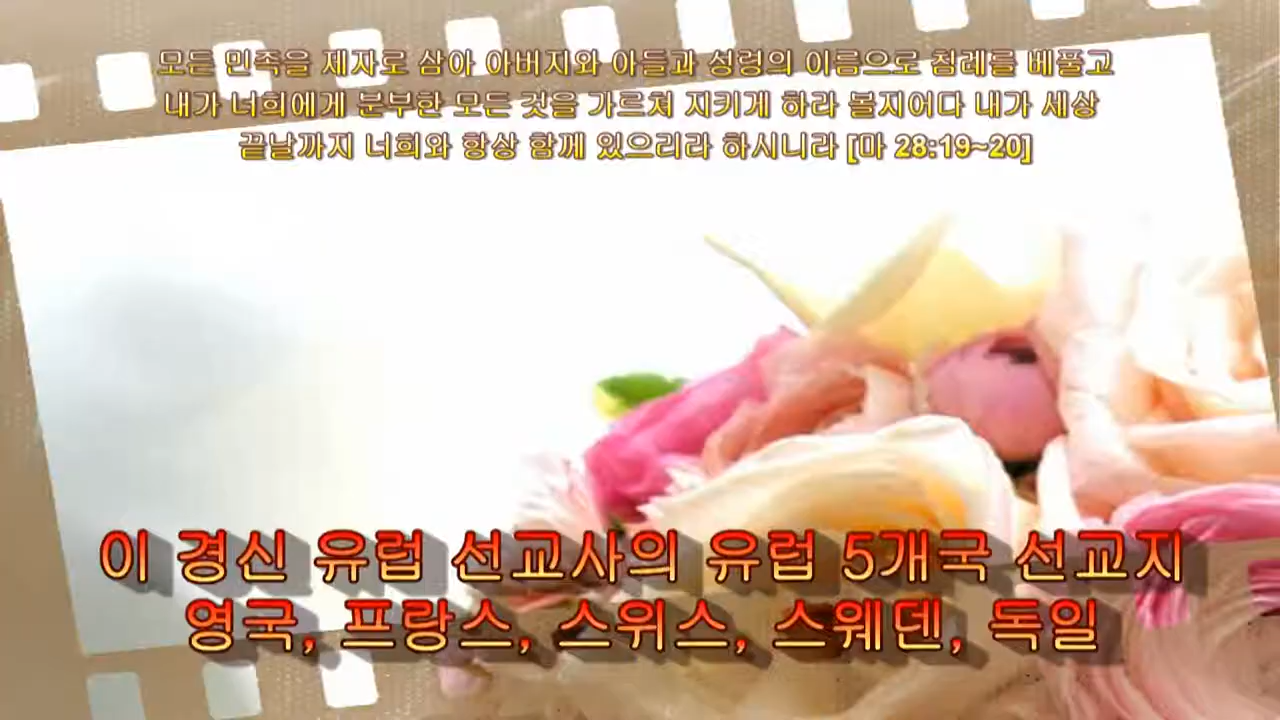 모든 민족을 제자로 삼아 아버지와 아들과 성령의 이름으로 침례를 베풀고
내가 너희에게 분부한 모든 것을 가르쳐 지키게 하라 볼지어다 내가 세상
끝날까지 너희와 항상 함께 있으리라 하시니라 [마 28:19~20]
이 경신 유럽 선교사의 유럽 5개국 선교지
영국, 프랑스, 스위스, 스웨덴, 독일